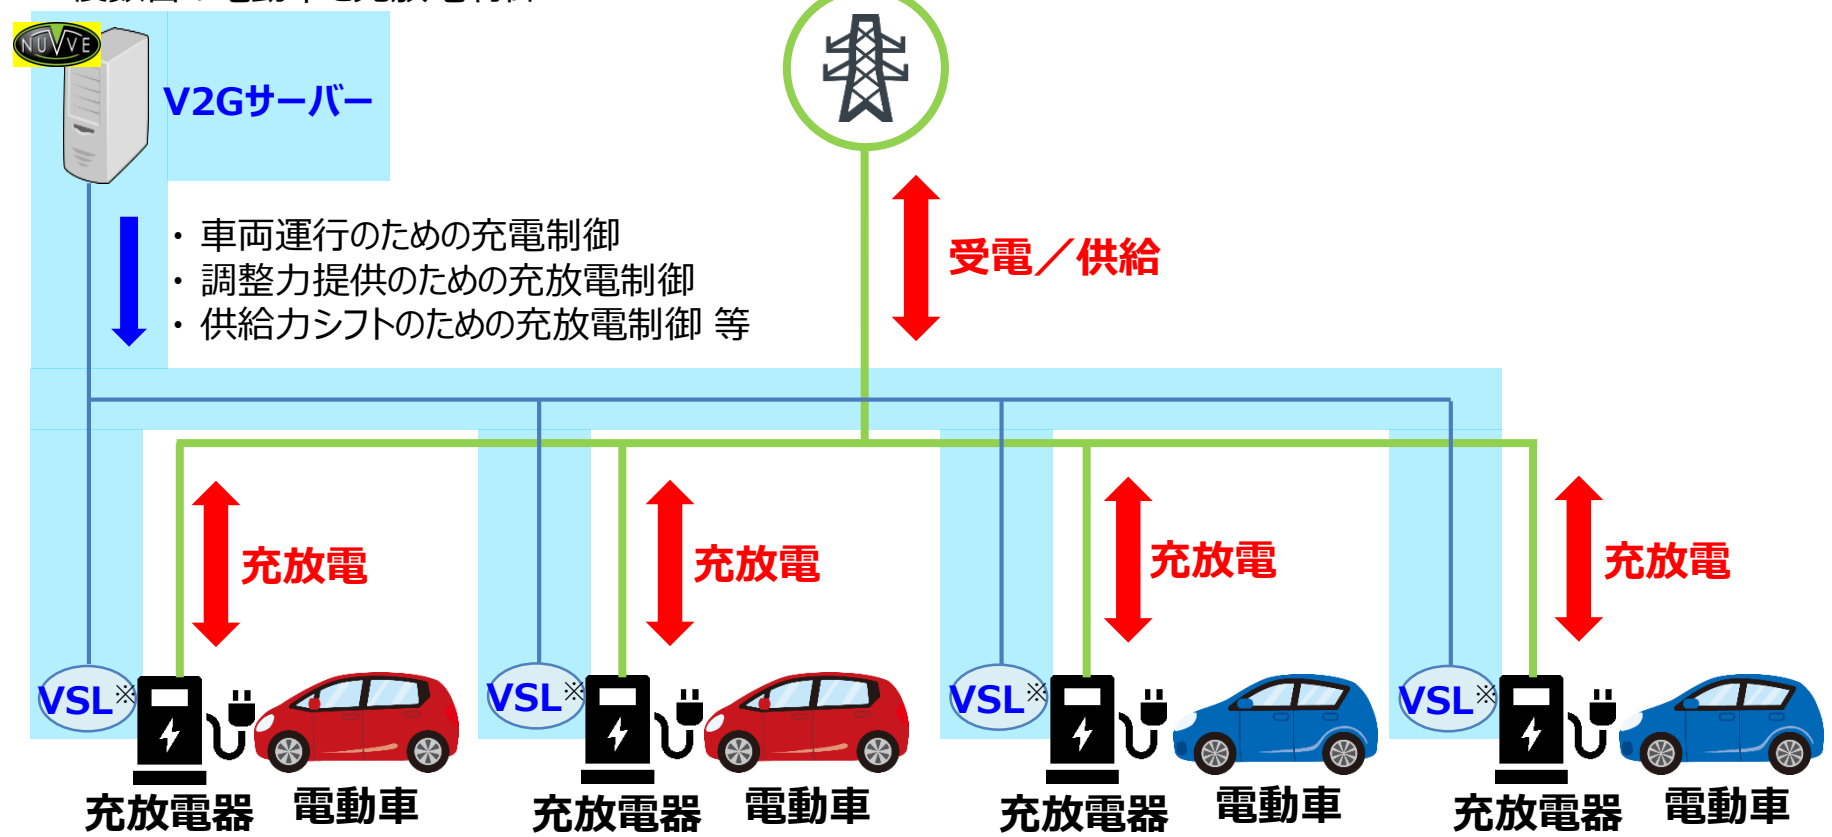 NUVVE
V2Gサーバー
・ 車両運行のための充電制御
・ 調整力提供のための充放電制御
・ 供給力シフトのための充放電制御 等
受電／供給
充放電 充放電 充放電 充放電
VSL※ VSL※ VSL※ VSL※
充放電器 電動車 充放電器 電動車 充放電器 電動車 充放電器 電動車